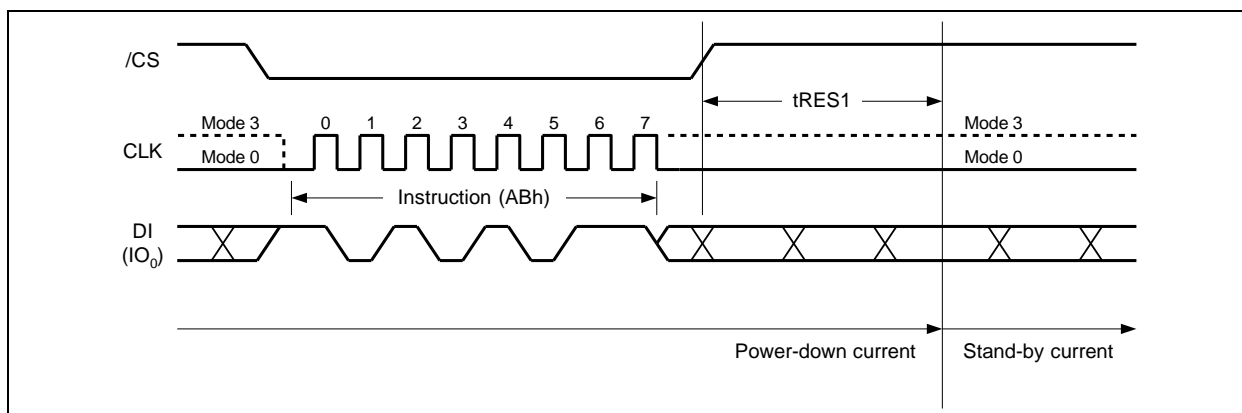 /CS
tRES1
Mode 3 0 1 2 3 4 5 6 7 Mode 3
CLK
Mode 0 Mode 0
Instruction (ABh)
DI
(IO0)
Power-down current Stand-by current